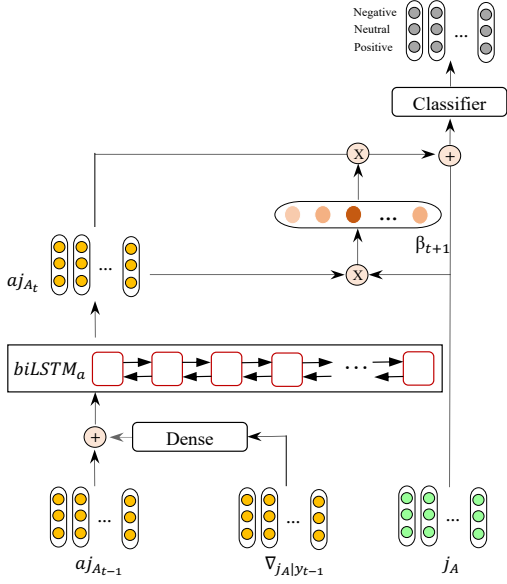 Negative
Neutral
Positive
...
Classifier
X
+
...
β_{t+1}
aj_{A_t}
...
X
biLSTM_a
...
+
Dense
...
...
...
aj_{A_{t-1}}
∇_{j_A|y_{t-1}}
j_A